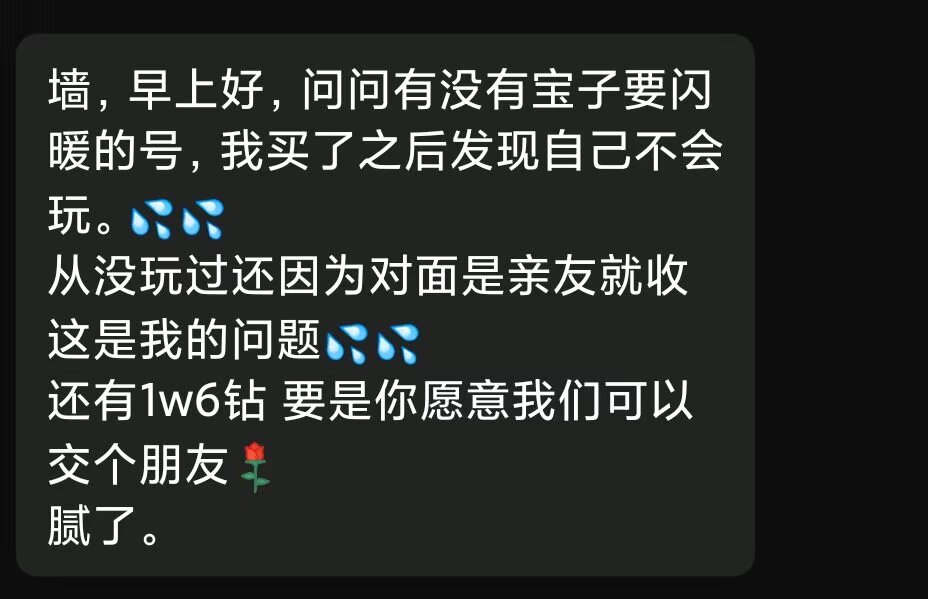 墙，早上好，问问有没有宝子要闪
暖的号，我买了之后发现自己不会
玩。💦💦
从没玩过还因为对面是亲友就收
这是我的问题💦💦
还有1w6钻 要是你愿意我们可以
交个朋友🌹
腻了。